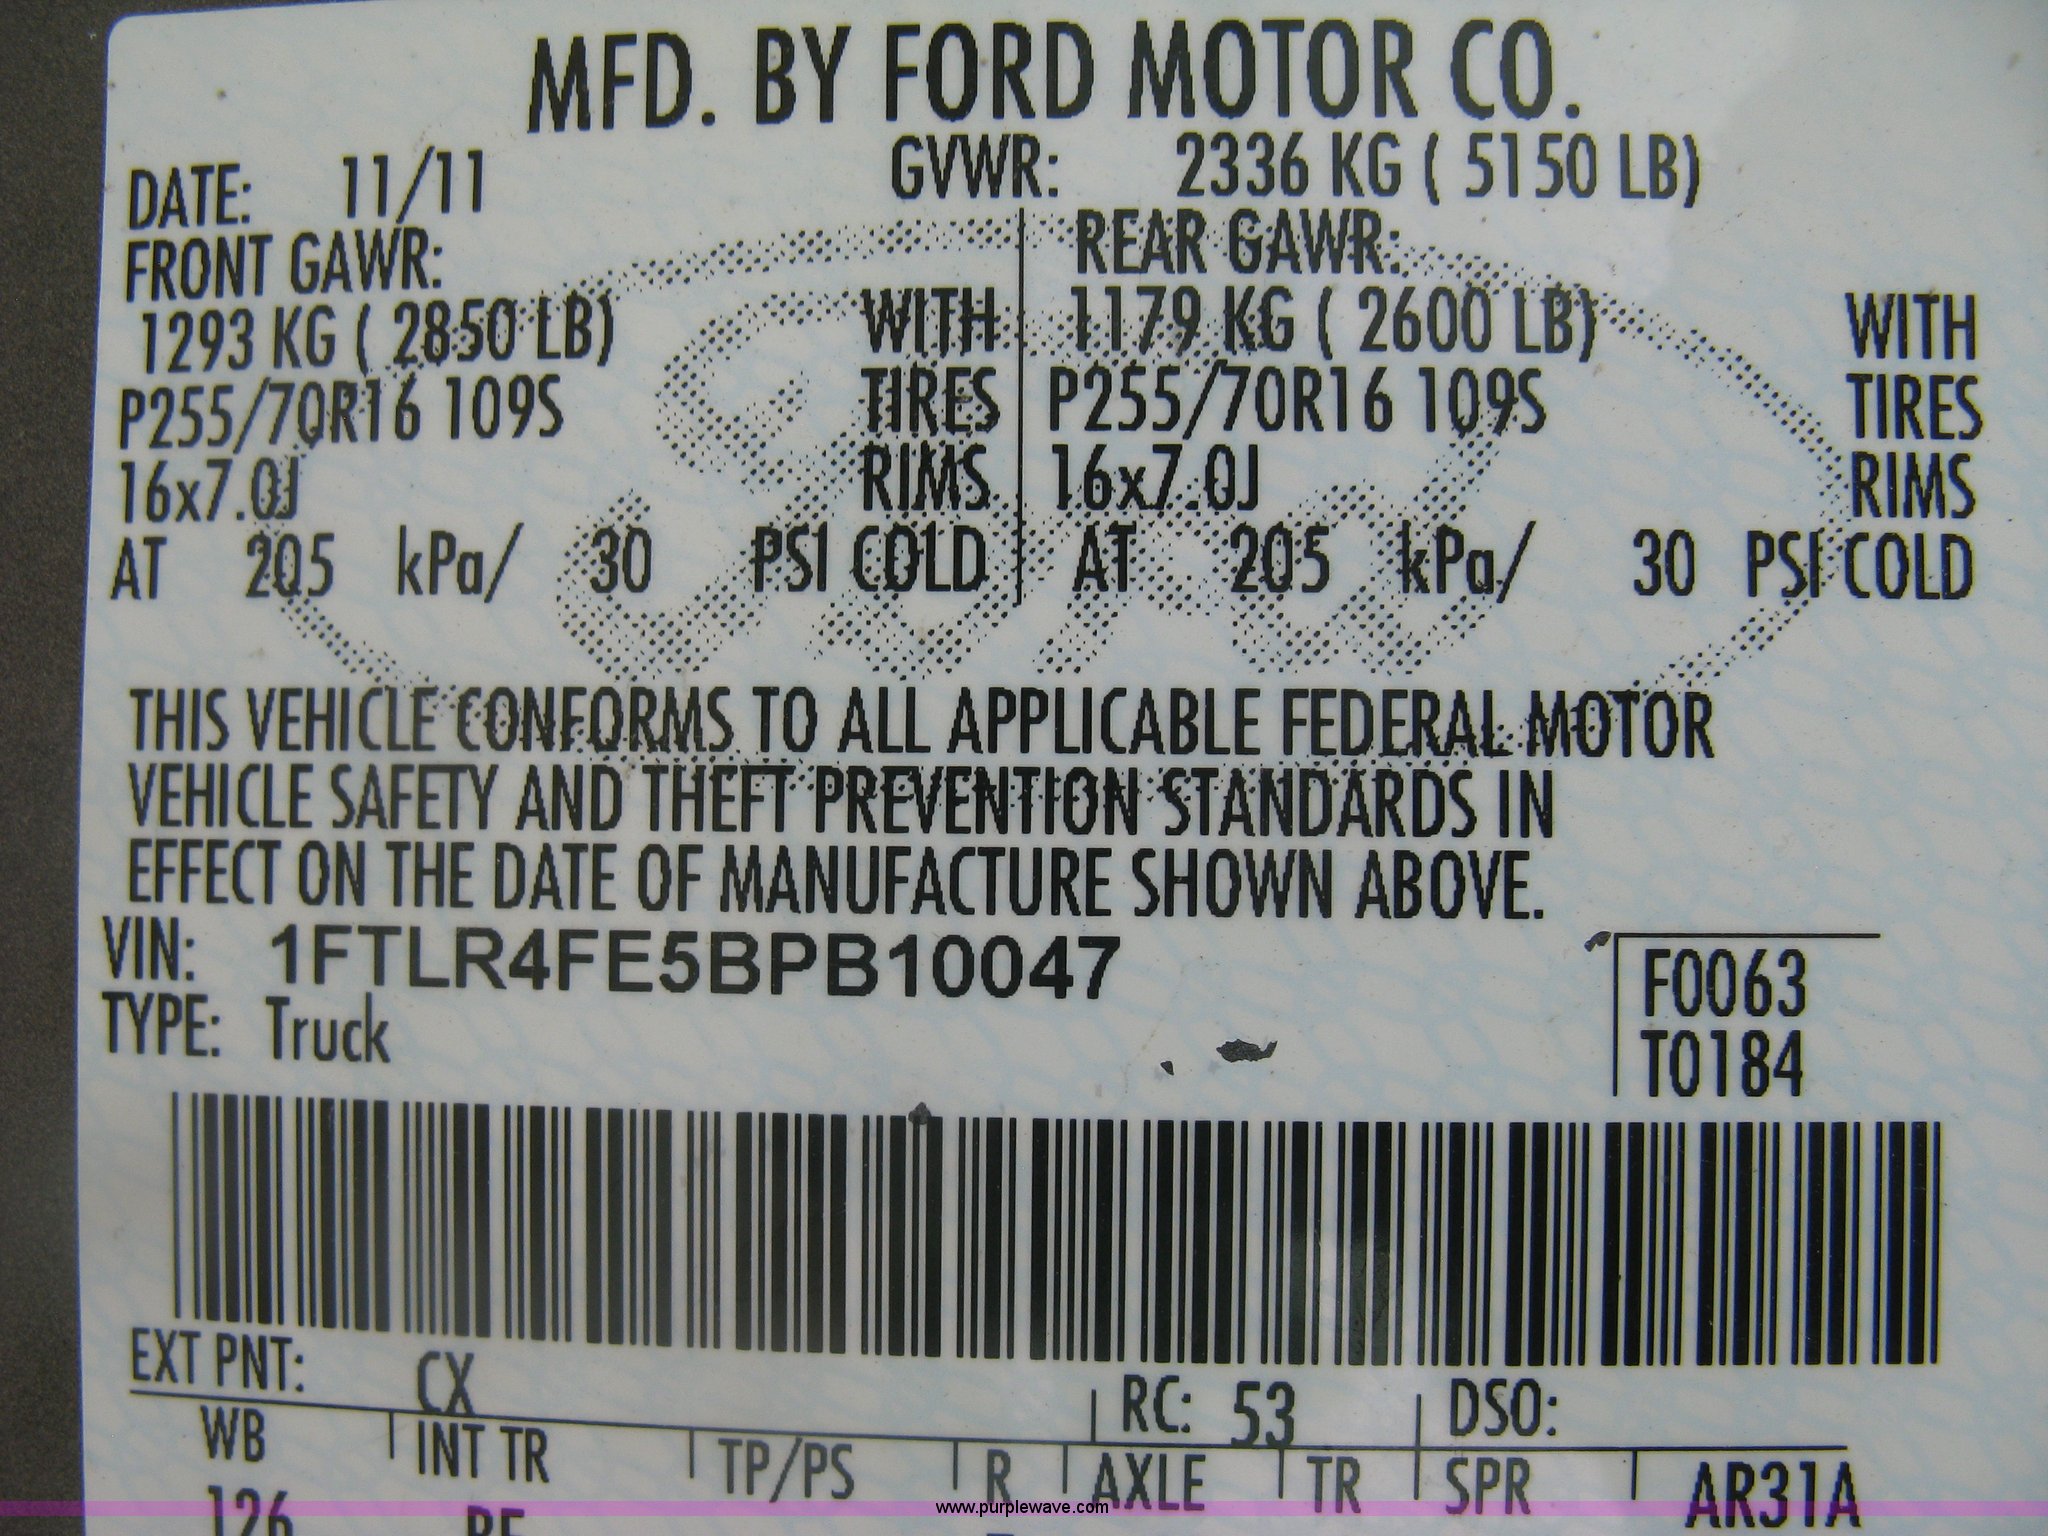 MFD. BY FORD MOTOR CO.
DATE: 11/11 GVWR: 2336 KG ( 5150 LB)
FRONT GAWR: REAR GAWR:
1293 KG ( 2850 LB) WITH 1179 KG ( 2600 LB) WITH
P255/70R16 109S TIRES P255/70R16 109S TIRES
16x7.0J RIMS 16x7.0J RIMS
AT 205 kPa/ 30 PSI COLD AT 205 kPa/ 30 PSI COLD
Ford
THIS VEHICLE CONFORMS TO ALL APPLICABLE FEDERAL MOTOR
VEHICLE SAFETY AND THEFT PREVENTION STANDARDS IN
EFFECT ON THE DATE OF MANUFACTURE SHOWN ABOVE.
VIN: 1FTLR4FE5BPB10047 F0063
TYPE: Truck T0184
EXT PNT: CX RC: 53 DSO:
WB INT TR TP/PS R AXLE TR SPR AR31A
126
www.purplewave.com